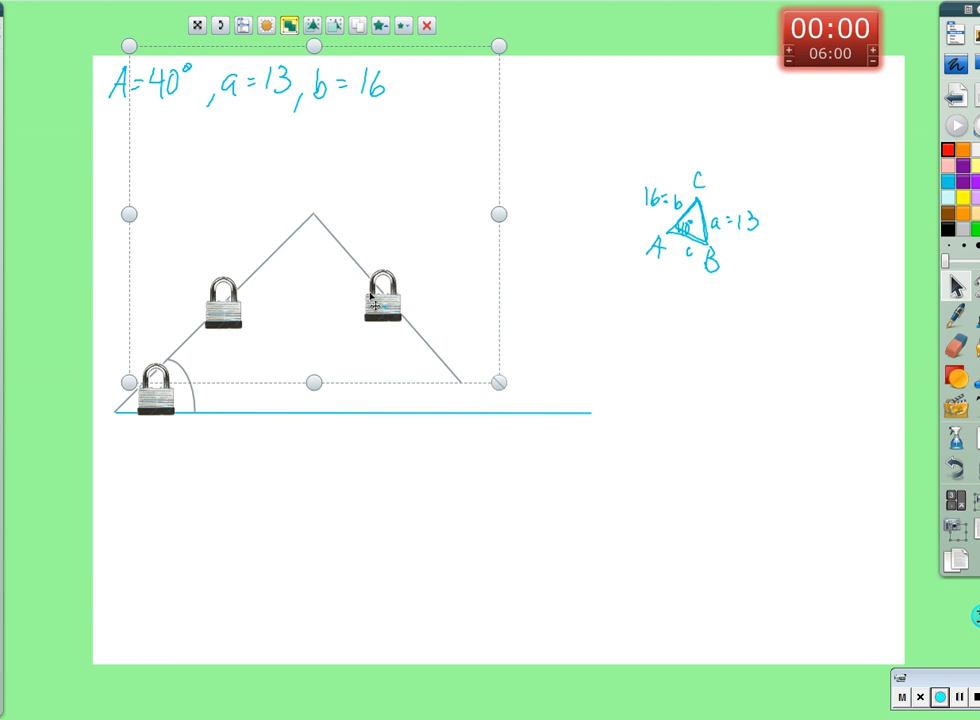 00:00
06:00
A=40°, a=13, b=16
C
16=b
40°
a=13
A
c
B
M